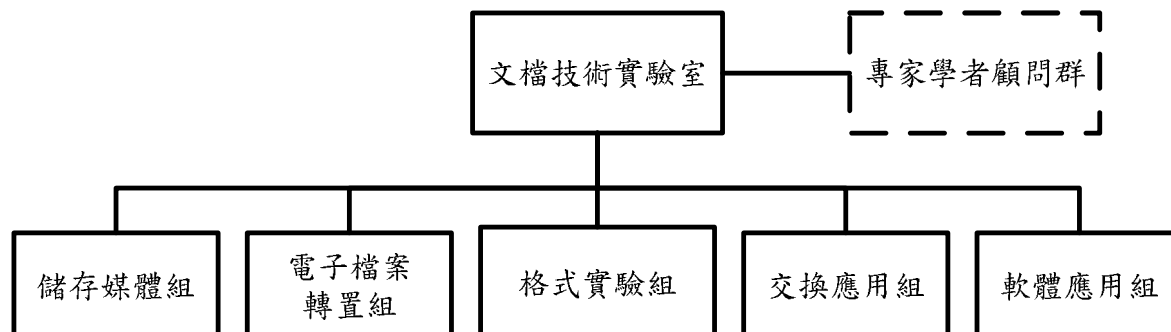 文檔技術實驗室
專家學者顧問群
儲存媒體組
電子檔案
轉置組
格式實驗組
交換應用組
軟體應用組